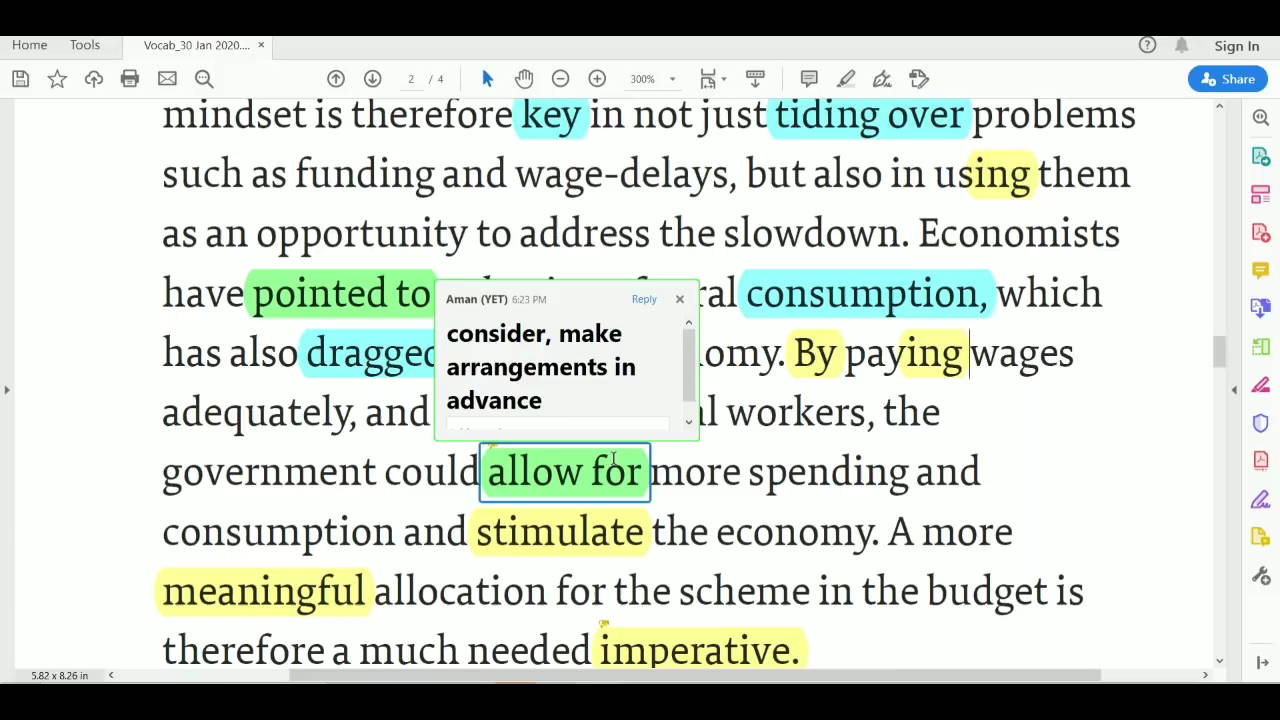 Home Tools Vocab_30 Jan 2020.... × Sign In
2 / 4 300% Share
mindset is therefore key in not just tiding over problems
such as funding and wage-delays, but also in using them
as an opportunity to address the slowdown. Economists
have pointed to ral consumption, which
Aman (YET) 6:23 PM Reply ×
consider, make
arrangements in
advance
has also dragged nomy. By paying wages
adequately, and l workers, the
government could allow for more spending and
consumption and stimulate the economy. A more
meaningful allocation for the scheme in the budget is
therefore a much needed imperative.
5.82 x 8.26 in